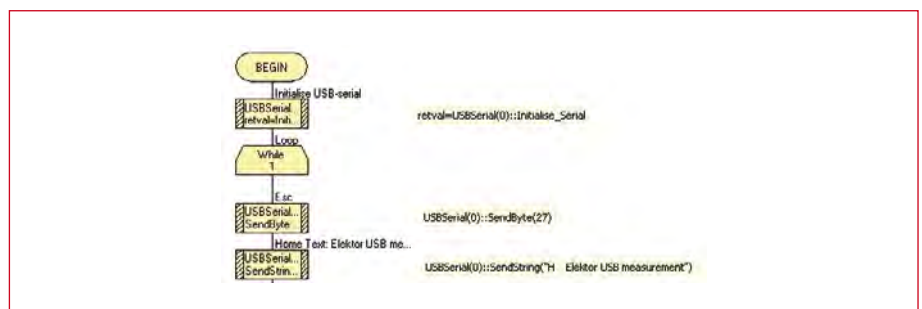 BEGIN
Initialise USB-serial
USBSerial...
retval=Initi...
retval=USBSerial(0)::Initialise_Serial
Loop
While
1
Esc
USBSerial...
SendByte
USBSerial(0)::SendByte(27)
Home Text: Elektor USB me...
USBSerial...
SendStrin...
USBSerial(0)::SendString("H Elektor USB measurement")